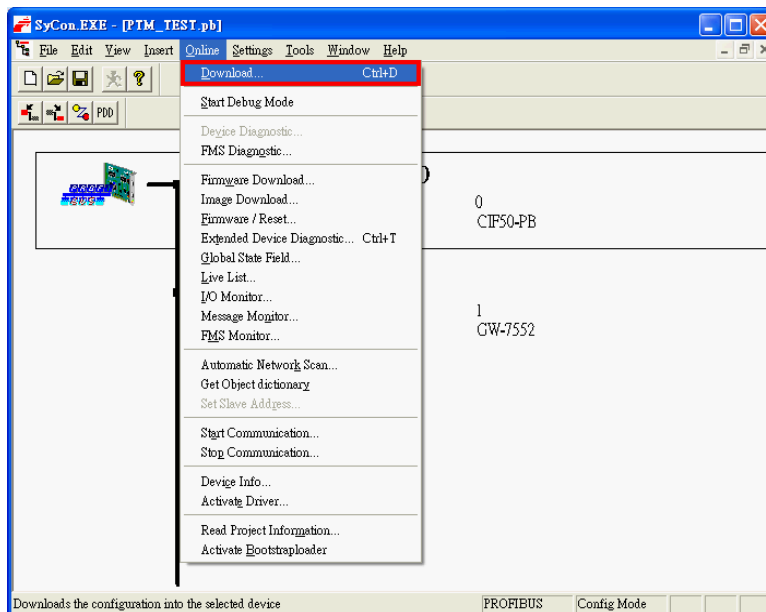 SyCon.EXE - [PTM_TEST.pb]
File Edit View Insert Online Settings Tools Window Help
Download... Ctrl+D
Start Debug Mode
PDD
Device Diagnostic...
FMS Diagnostic...
Firmware Download...
Image Download...
Firmware / Reset...
Extended Device Diagnostic... Ctrl+T
Global State Field...
Live List...
I/O Monitor...
Message Monitor...
FMS Monitor...
Automatic Network Scan...
Get Object dictionary
Set Slave Address...
Start Communication...
Stop Communication...
Device Info...
Activate Driver...
Read Project Information...
Activate Bootstraploader
0
CIF50-PB
1
GW-7552
Downloads the configuration into the selected device PROFIBUS Config Mode